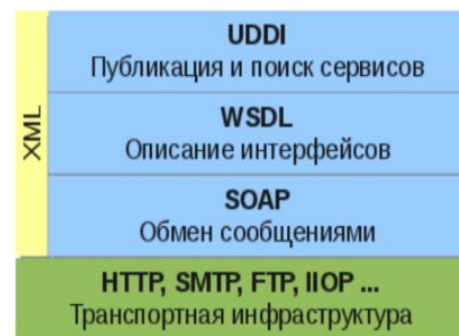 XML
UDDI
Публикация и поиск сервисов
WSDL
Описание интерфейсов
SOAP
Обмен сообщениями
HTTP, SMTP, FTP, IIOP ...
Транспортная инфраструктура